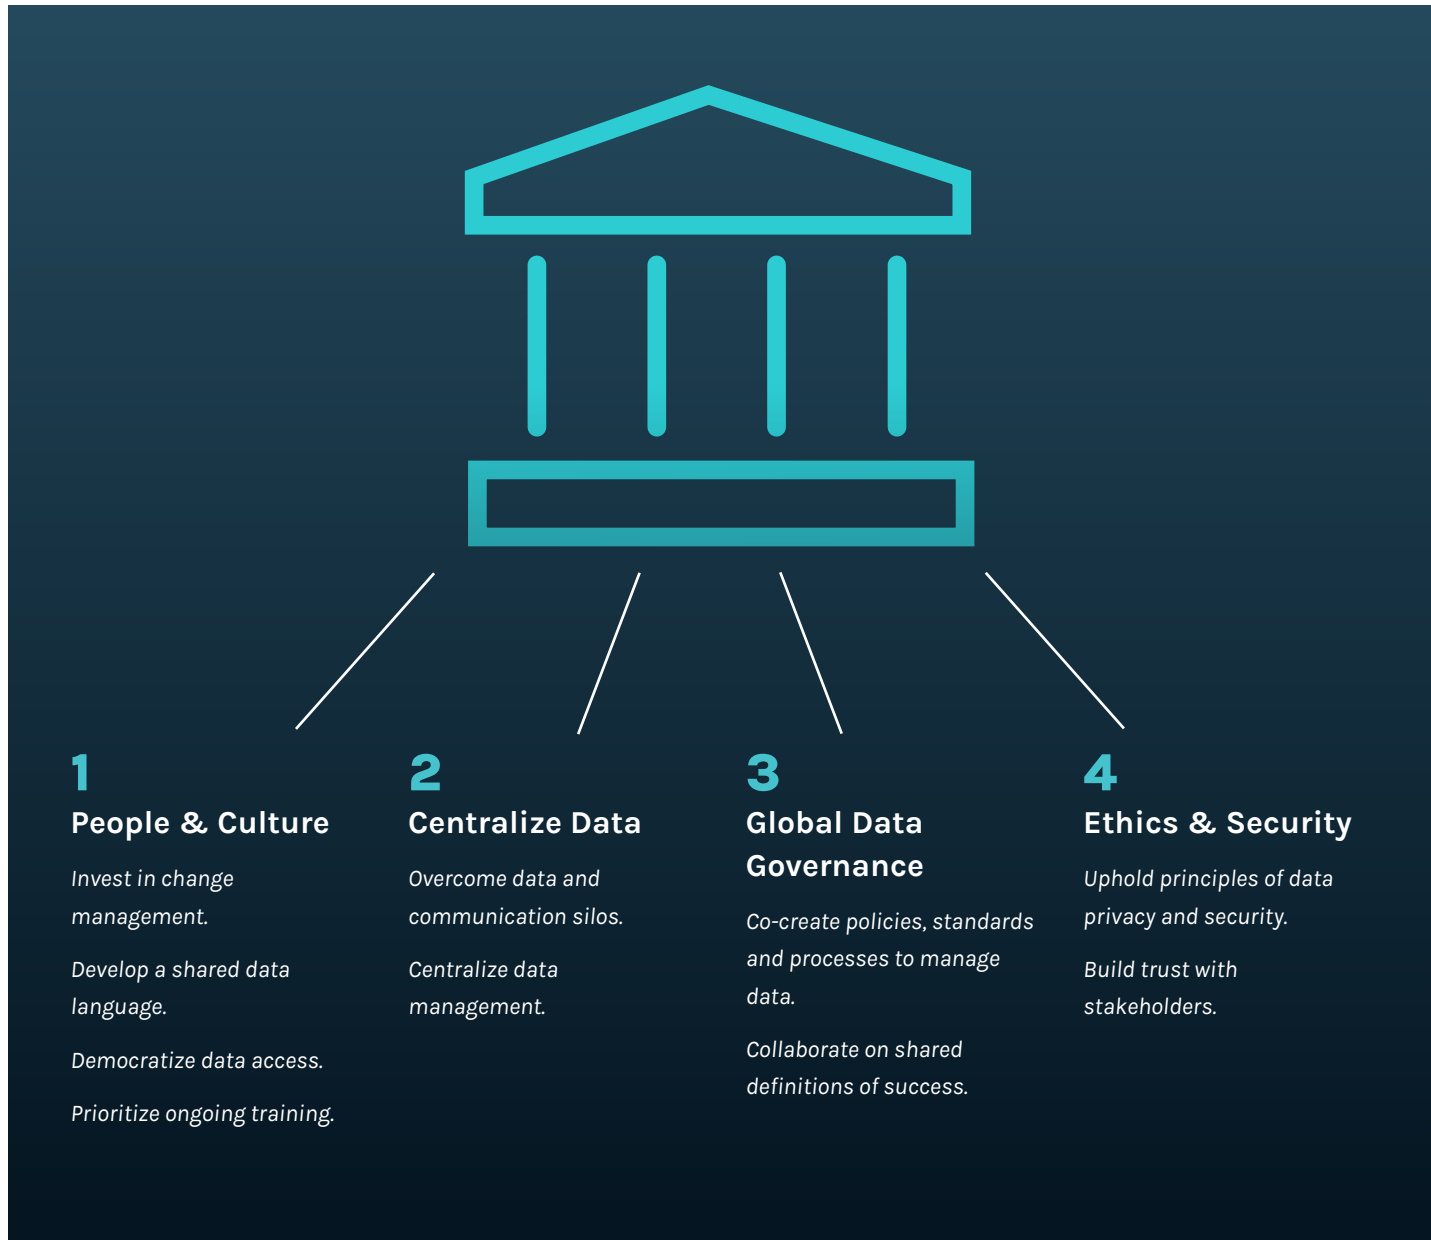 1
People & Culture
Invest in change
management.
Develop a shared data
language.
Democratize data access.
Prioritize ongoing training.
2
Centralize Data
Overcome data and
communication silos.
Centralize data
management.
3
Global Data
Governance
Co-create policies, standards
and processes to manage
data.
Collaborate on shared
definitions of success.
4
Ethics & Security
Uphold principles of data
privacy and security.
Build trust with
stakeholders.